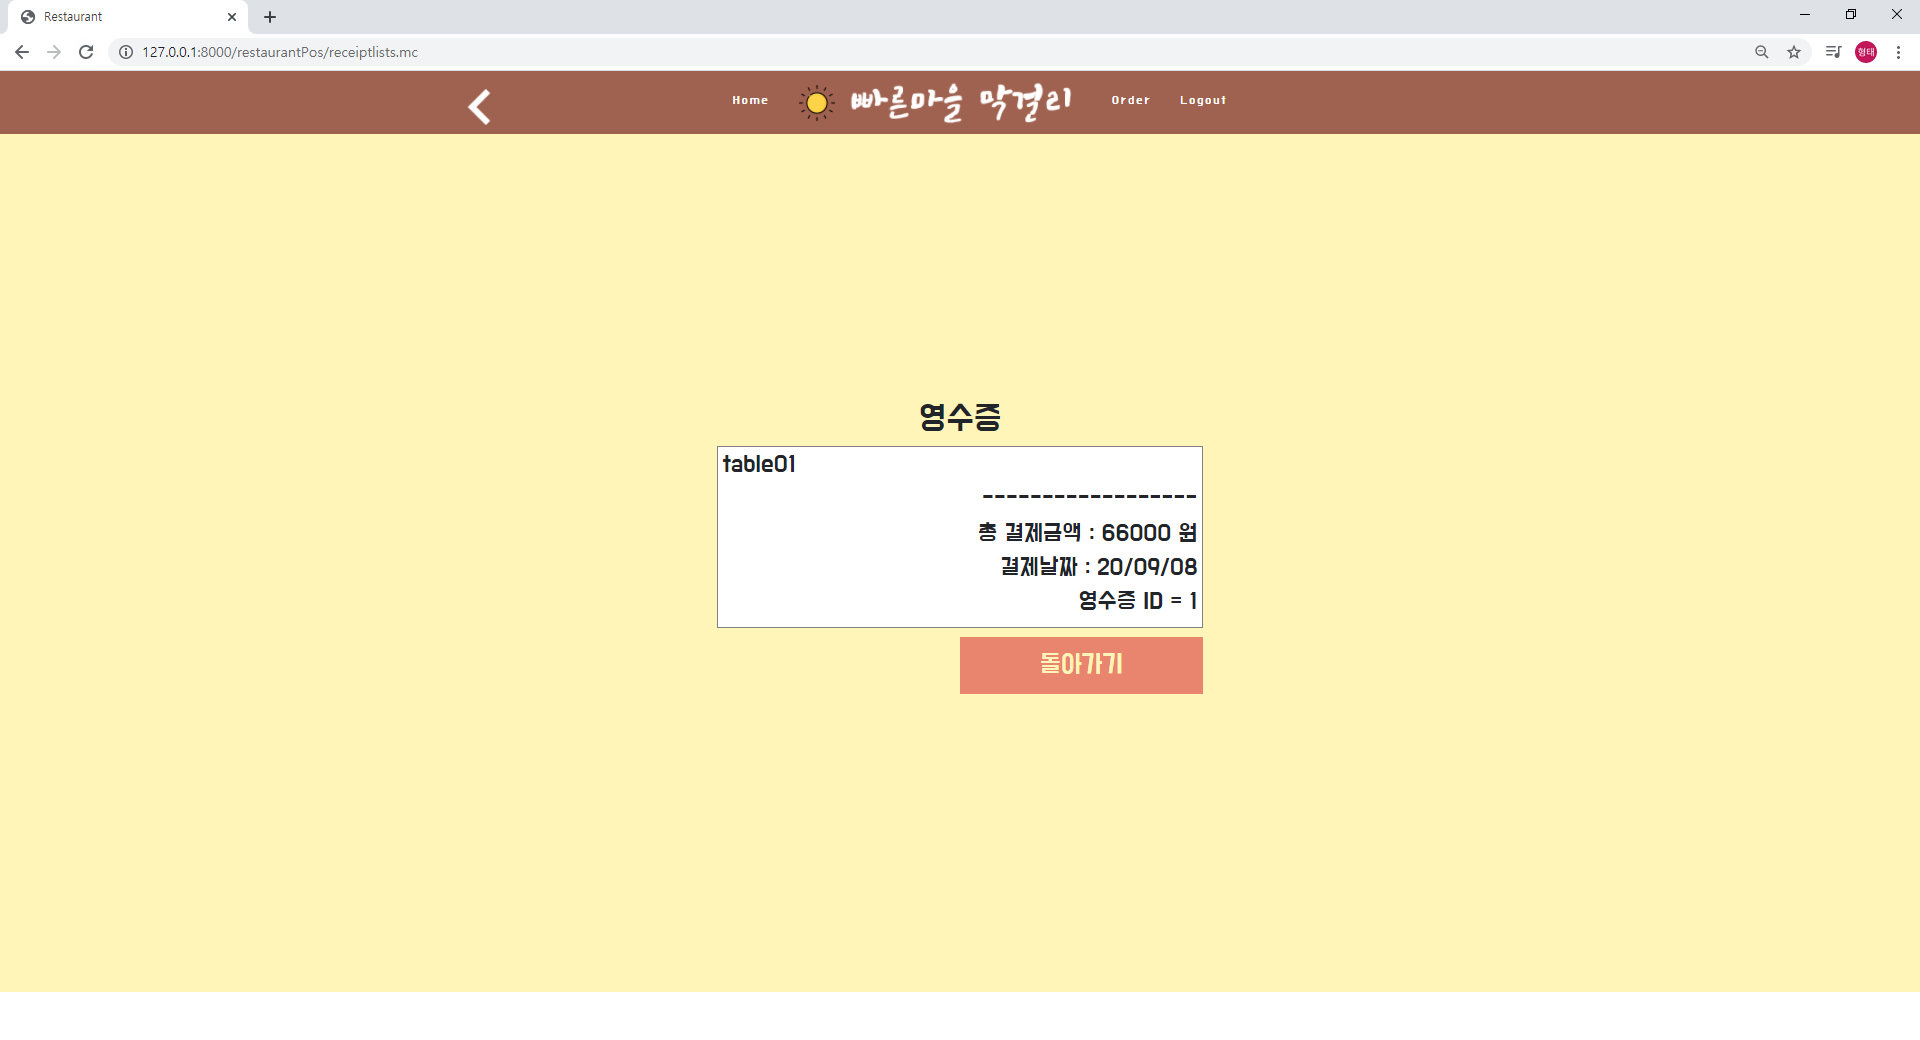 Restaurant
127.0.0.1:8000/restaurantPos/receiptlists.mc
형태
Home
빠른마을 막걸리
Order
Logout
영수증
table01
------------------
총 결제금액 : 66000 원
결제날짜 : 20/09/08
영수증 ID = 1
돌아가기